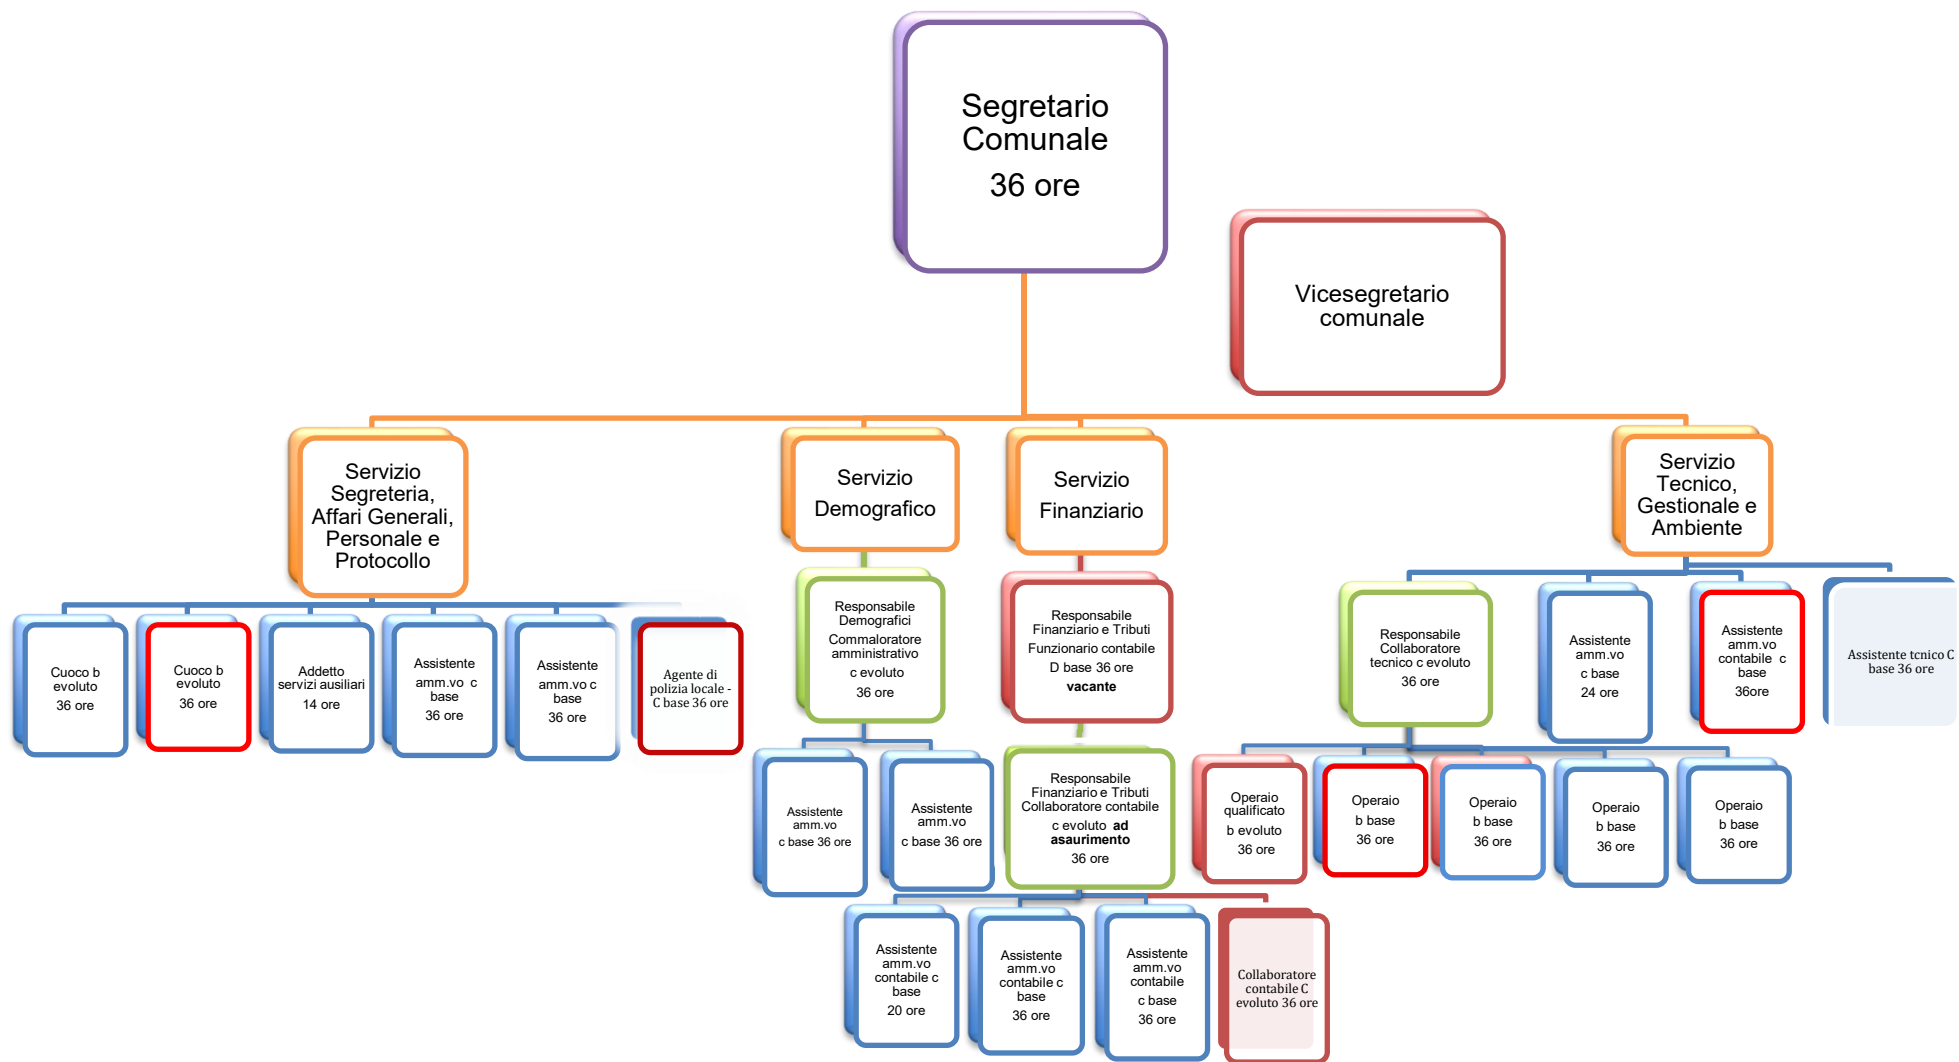 Segretario
Comunale
36 ore
Vicesegretario
comunale
Servizio
Segreteria,
Affari Generali,
Personale e
Protocollo
Servizio
Demografico
Servizio
Finanziario
Servizio
Tecnico,
Gestionale e
Ambiente
Cuoco b
evoluto
36 ore
Cuoco b
evoluto
36 ore
Addetto
servizi ausiliari
14 ore
Assistente
amm.vo c
base
36 ore
Assistente
amm.vo c
base
36 ore
Agente di
polizia locale -
C base 36 ore
Responsabile
Demografici
Commaloratore
amministrativo
c evoluto
36 ore
Assistente
amm.vo
c base 36 ore
Assistente
amm.vo
c base 36 ore
Responsabile
Finanziario e Tributi
Funzionario contabile
D base 36 ore
vacante
Responsabile
Finanziario e Tributi
Collaboratore contabile
c evoluto ad
asaurimento
36 ore
Assistente
amm.vo
contabile c
base
20 ore
Assistente
amm.vo
contabile c
base
36 ore
Assistente
amm.vo
contabile
c base
36 ore
Collaboratore
contabile C
evoluto 36 ore
Responsabile
Collaboratore
tecnico c evoluto
36 ore
Assistente
amm.vo
c base
24 ore
Assistente
amm.vo
contabile c
base
36ore
Assistente tcnico C
base 36 ore
Operaio
qualificato
b evoluto
36 ore
Operaio
b base
36 ore
Operaio
b base
36 ore
Operaio
b base
36 ore
Operaio
b base
36 ore